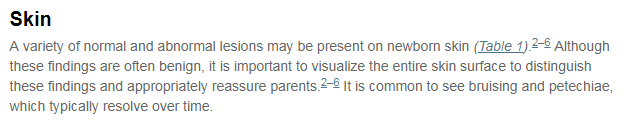 Skin
A variety of normal and abnormal lesions may be present on newborn skin (Table 1).2–6 Although
these findings are often benign, it is important to visualize the entire skin surface to distinguish
these findings and appropriately reassure parents.2–6 It is common to see bruising and petechiae,
which typically resolve over time.